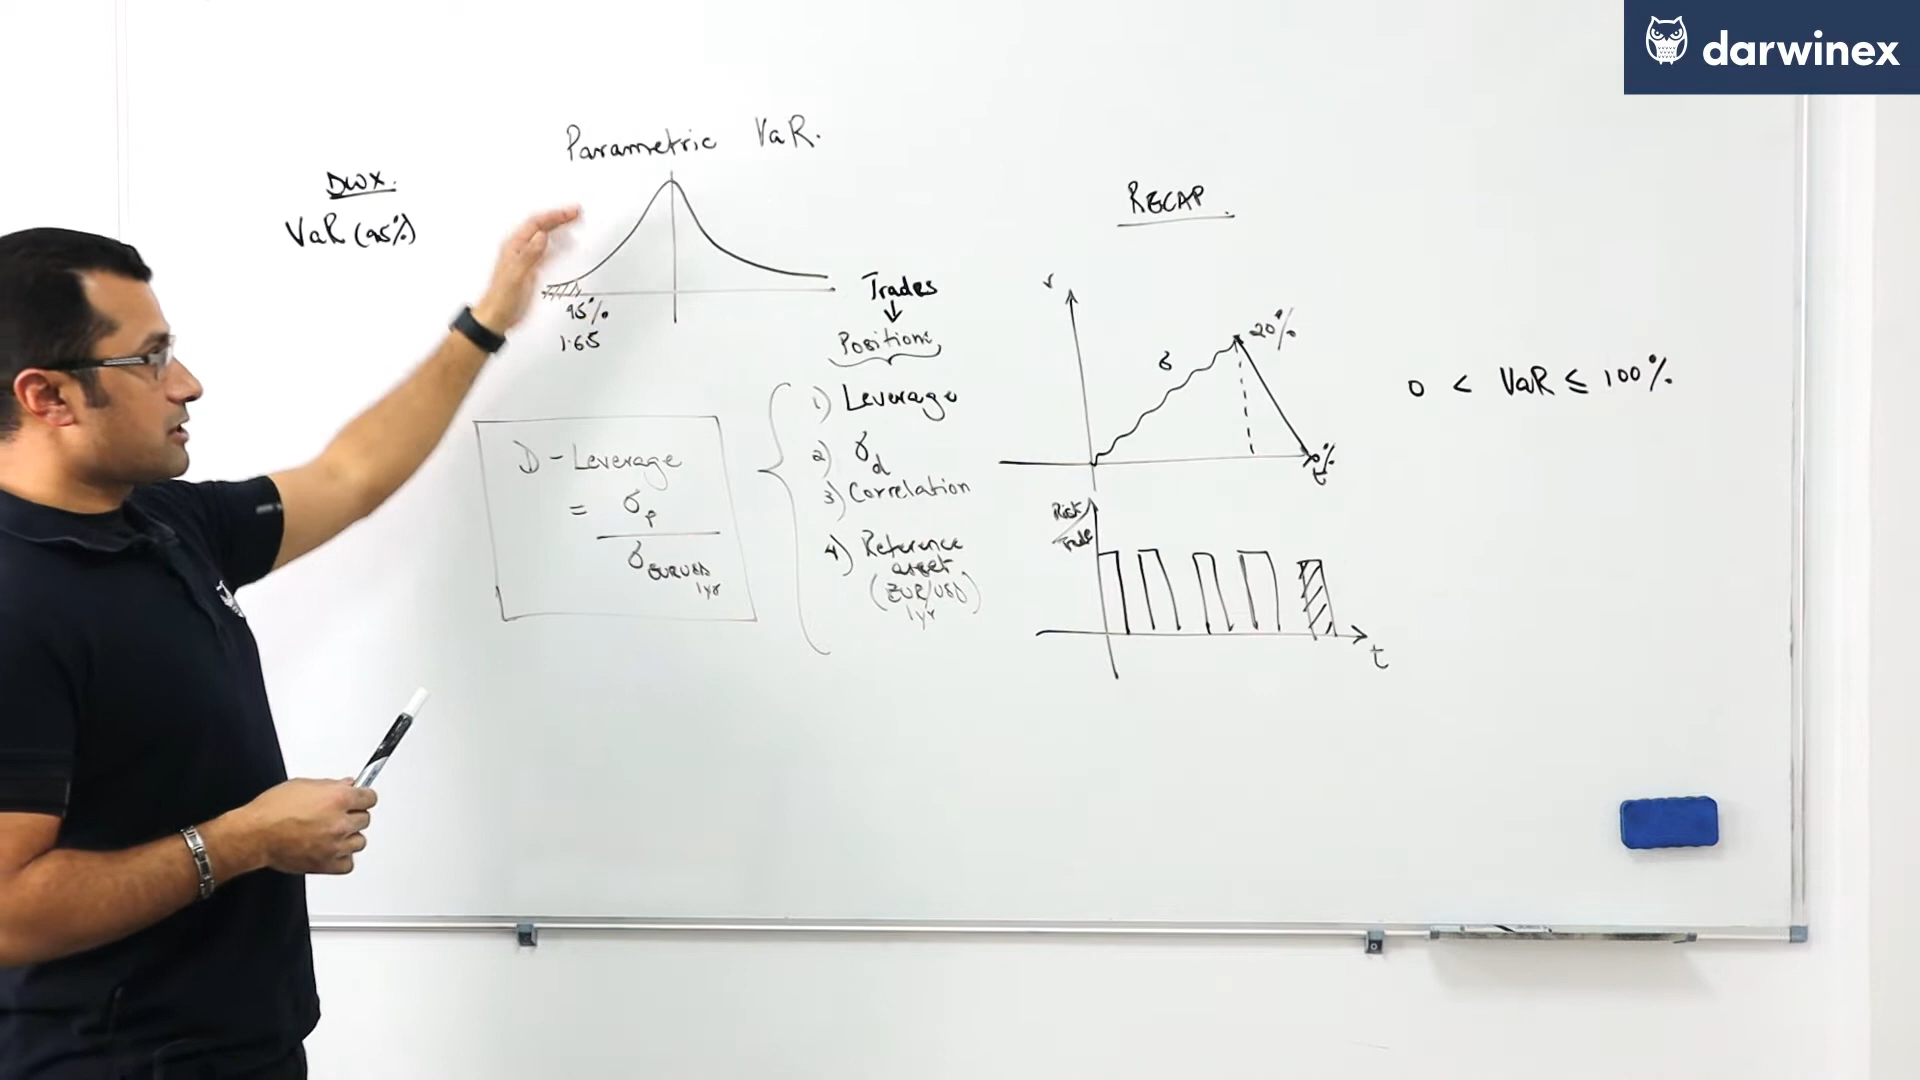 darwinex
Parametric VaR.
DWX.
VaR (95%)
95%
1.65
Trades
Positions
1) Leverage
2) σd
3) Correlation
4) Reference
asset
(EUR/USD)
1yr
D - Leverage
= σp
σEURUSD
1yr
RECAP.
r
σ
20%
0%
t
Risk/
Trade
t
0 < VaR ≤ 100%